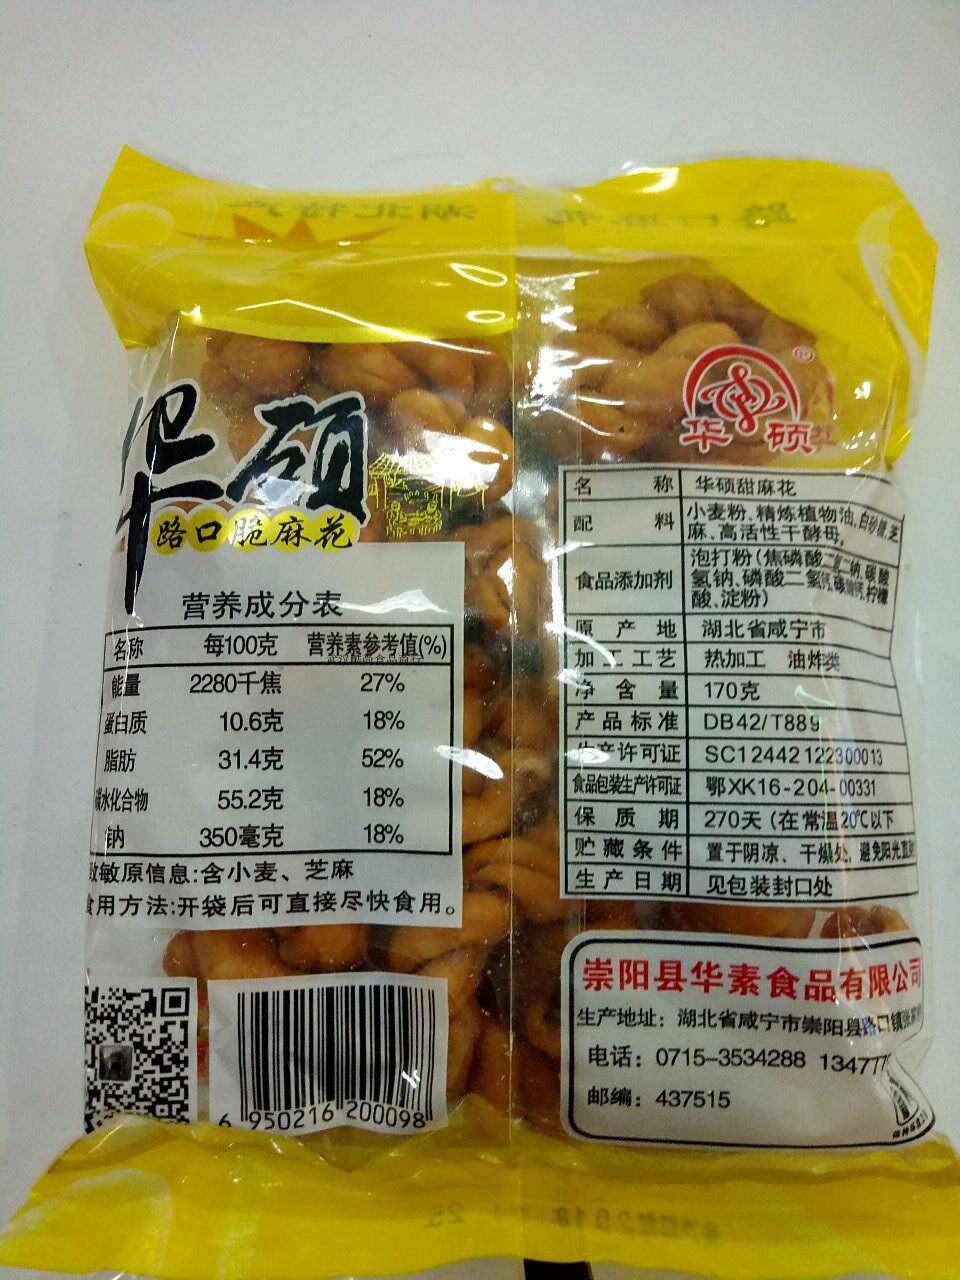 华硕
路口脆麻花
营养成分表
名称 每100克 营养素参考值(%)
能量 2280千焦 27%
蛋白质 10.6克 18%
脂肪 31.4克 52%
碳水化合物 55.2克 18%
钠 350毫克 18%
致敏原信息:含小麦、芝麻
食用方法:开袋后可直接尽快食用。
6 950216 200098
华硕
名称 华硕甜麻花
配料 小麦粉、精炼植物油、白砂糖、芝
麻、高活性干酵母。
食品添加剂 泡打粉(焦磷酸二氢二钠、碳酸
氢钠、磷酸二氢钙、碳酸钙、柠檬
酸、淀粉)
原产地 湖北省咸宁市
加工工艺 热加工 油炸类
净含量 170克
产品标准 DB42/T889
生产许可证 SC12442122300013
食品包装生产许可证 鄂XK16-204-00331
保质期 270天(在常温20℃以下
贮藏条件 置于阴凉、干燥处,避免阳光直射
生产日期 见包装封口处
崇阳县华素食品有限公司
生产地址:湖北省咸宁市崇阳县路口镇
电话:0715-3534288 134777
邮编:437515